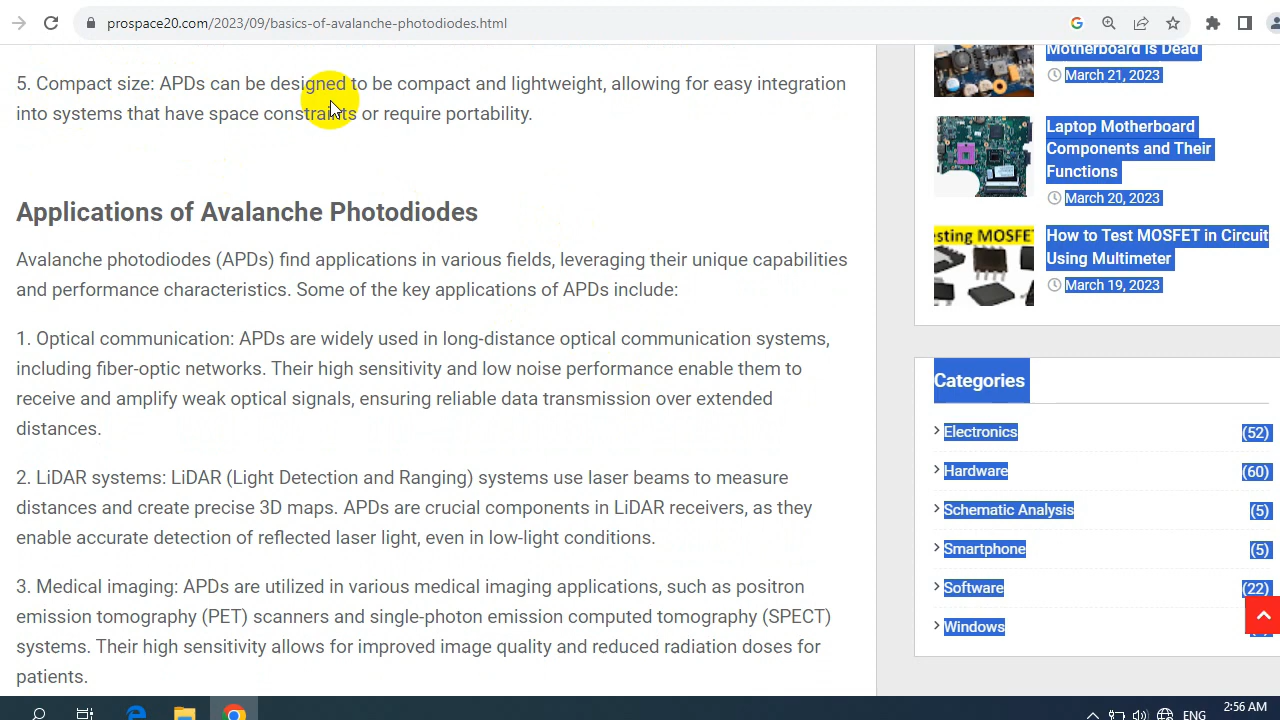 prospace20.com/2023/09/basics-of-avalanche-photodiodes.html
5. Compact size: APDs can be designed to be compact and lightweight, allowing for easy integration
into systems that have space constraints or require portability.
Applications of Avalanche Photodiodes
Avalanche photodiodes (APDs) find applications in various fields, leveraging their unique capabilities
and performance characteristics. Some of the key applications of APDs include:
1. Optical communication: APDs are widely used in long-distance optical communication systems,
including fiber-optic networks. Their high sensitivity and low noise performance enable them to
receive and amplify weak optical signals, ensuring reliable data transmission over extended
distances.
2. LiDAR systems: LiDAR (Light Detection and Ranging) systems use laser beams to measure
distances and create precise 3D maps. APDs are crucial components in LiDAR receivers, as they
enable accurate detection of reflected laser light, even in low-light conditions.
3. Medical imaging: APDs are utilized in various medical imaging applications, such as positron
emission tomography (PET) scanners and single-photon emission computed tomography (SPECT)
systems. Their high sensitivity allows for improved image quality and reduced radiation doses for
patients.
Motherboard Is Dead
March 21, 2023
Laptop Motherboard
Components and Their
Functions
March 20, 2023
esting MOSFET
How to Test MOSFET in Circuit
Using Multimeter
March 19, 2023
Categories
Electronics (52)
Hardware (60)
Schematic Analysis (5)
Smartphone (5)
Software (22)
Windows
ENG
2:56 AM